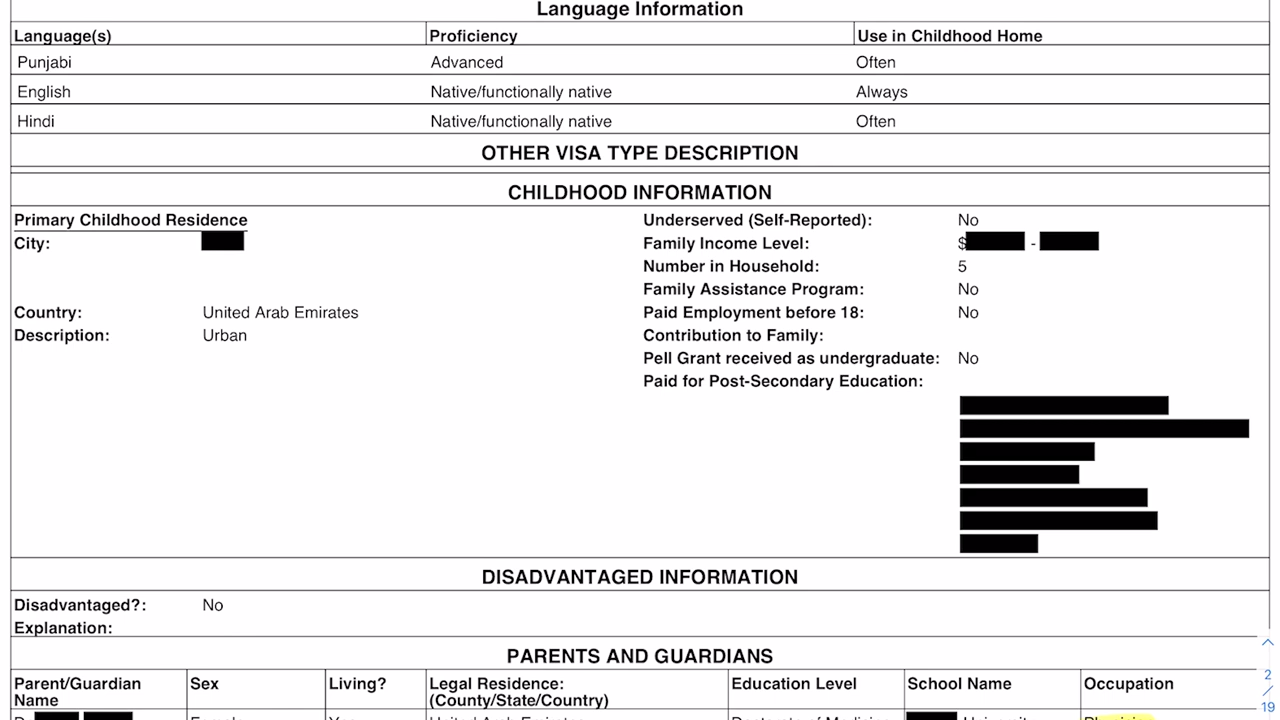 Language Information
Language(s) Proficiency Use in Childhood Home
Punjabi Advanced Often
English Native/functionally native Always
Hindi Native/functionally native Often
OTHER VISA TYPE DESCRIPTION
CHILDHOOD INFORMATION
Primary Childhood Residence Underserved (Self-Reported): No
City: Family Income Level: $ -
Number in Household: 5
Family Assistance Program: No
Country: United Arab Emirates Paid Employment before 18: No
Description: Urban Contribution to Family:
Pell Grant received as undergraduate: No
Paid for Post-Secondary Education:
DISADVANTAGED INFORMATION
Disadvantaged?: No
Explanation:
PARENTS AND GUARDIANS
Parent/Guardian Sex Living? Legal Residence: Education Level School Name Occupation
Name (County/State/Country)
Female Yes United Arab Emirates Doctorate of Medicine University Physician
2
/
19